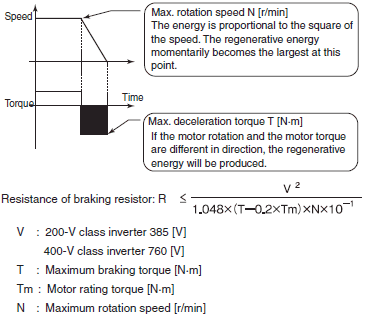 Speed
Max. rotation speed N [r/min]
The energy is proportional to the square of
the speed. The regenerative energy
momentarily becomes the largest at this
point.
Torque
Time
Max. deceleration torque T [N·m]
If the motor rotation and the motor torque
are different in direction, the regenerative
energy will be produced.
Resistance of braking resistor: R ≤ V² / 1.048×(T−0.2×Tm)×N×10⁻¹
V : 200-V class inverter 385 [V]
400-V class inverter 760 [V]
T : Maximum braking torque [N·m]
Tm : Motor rating torque [N·m]
N : Maximum rotation speed [r/min]